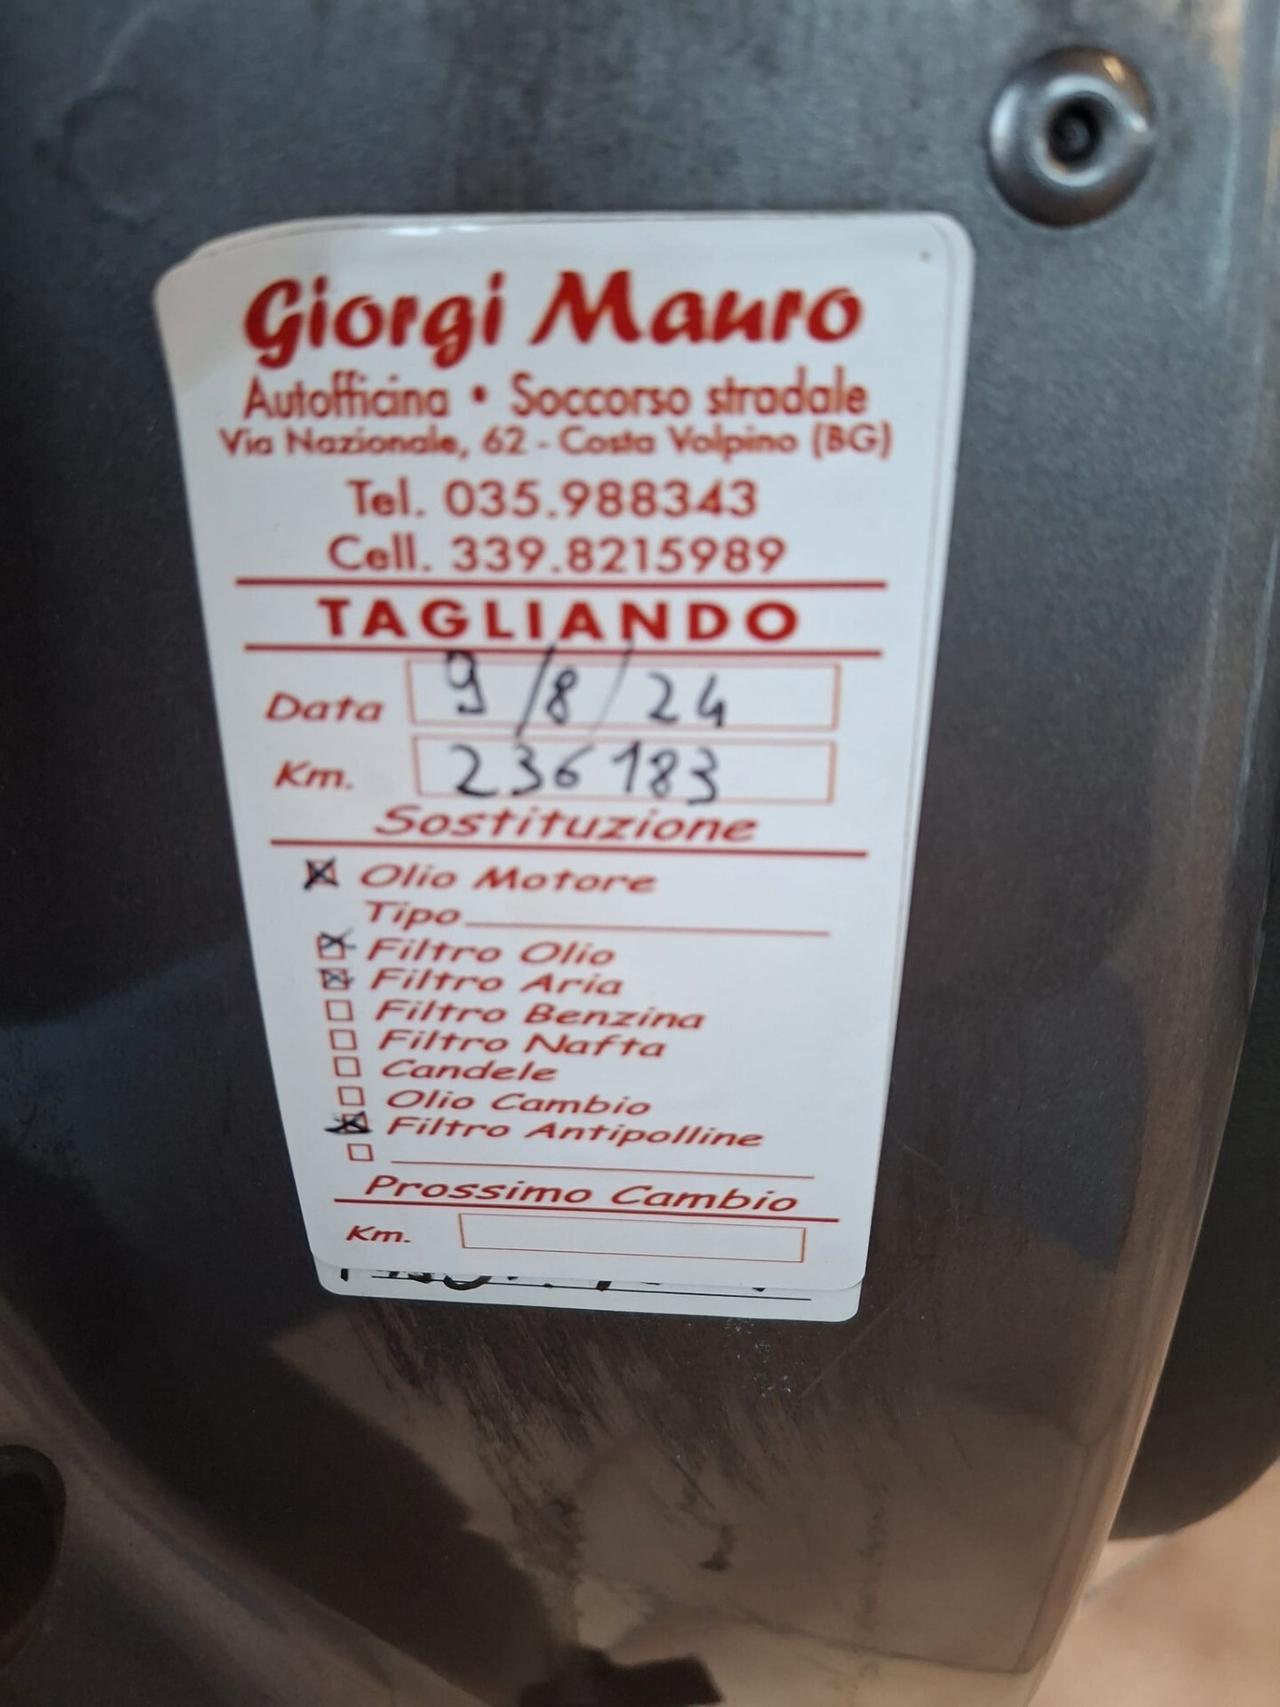 Giorgi Mauro
Autofficina • Soccorso stradale
Via Nazionale, 62 - Costa Volpino (BG)
Tel. 035.988343
Cell. 339.8215989
TAGLIANDO
Data 9/8/24
Km. 236183
Sostituzione
Olio Motore
Tipo
Filtro Olio
Filtro Aria
Filtro Benzina
Filtro Nafta
Candele
Olio Cambio
Filtro Antipolline
Prossimo Cambio
Km.